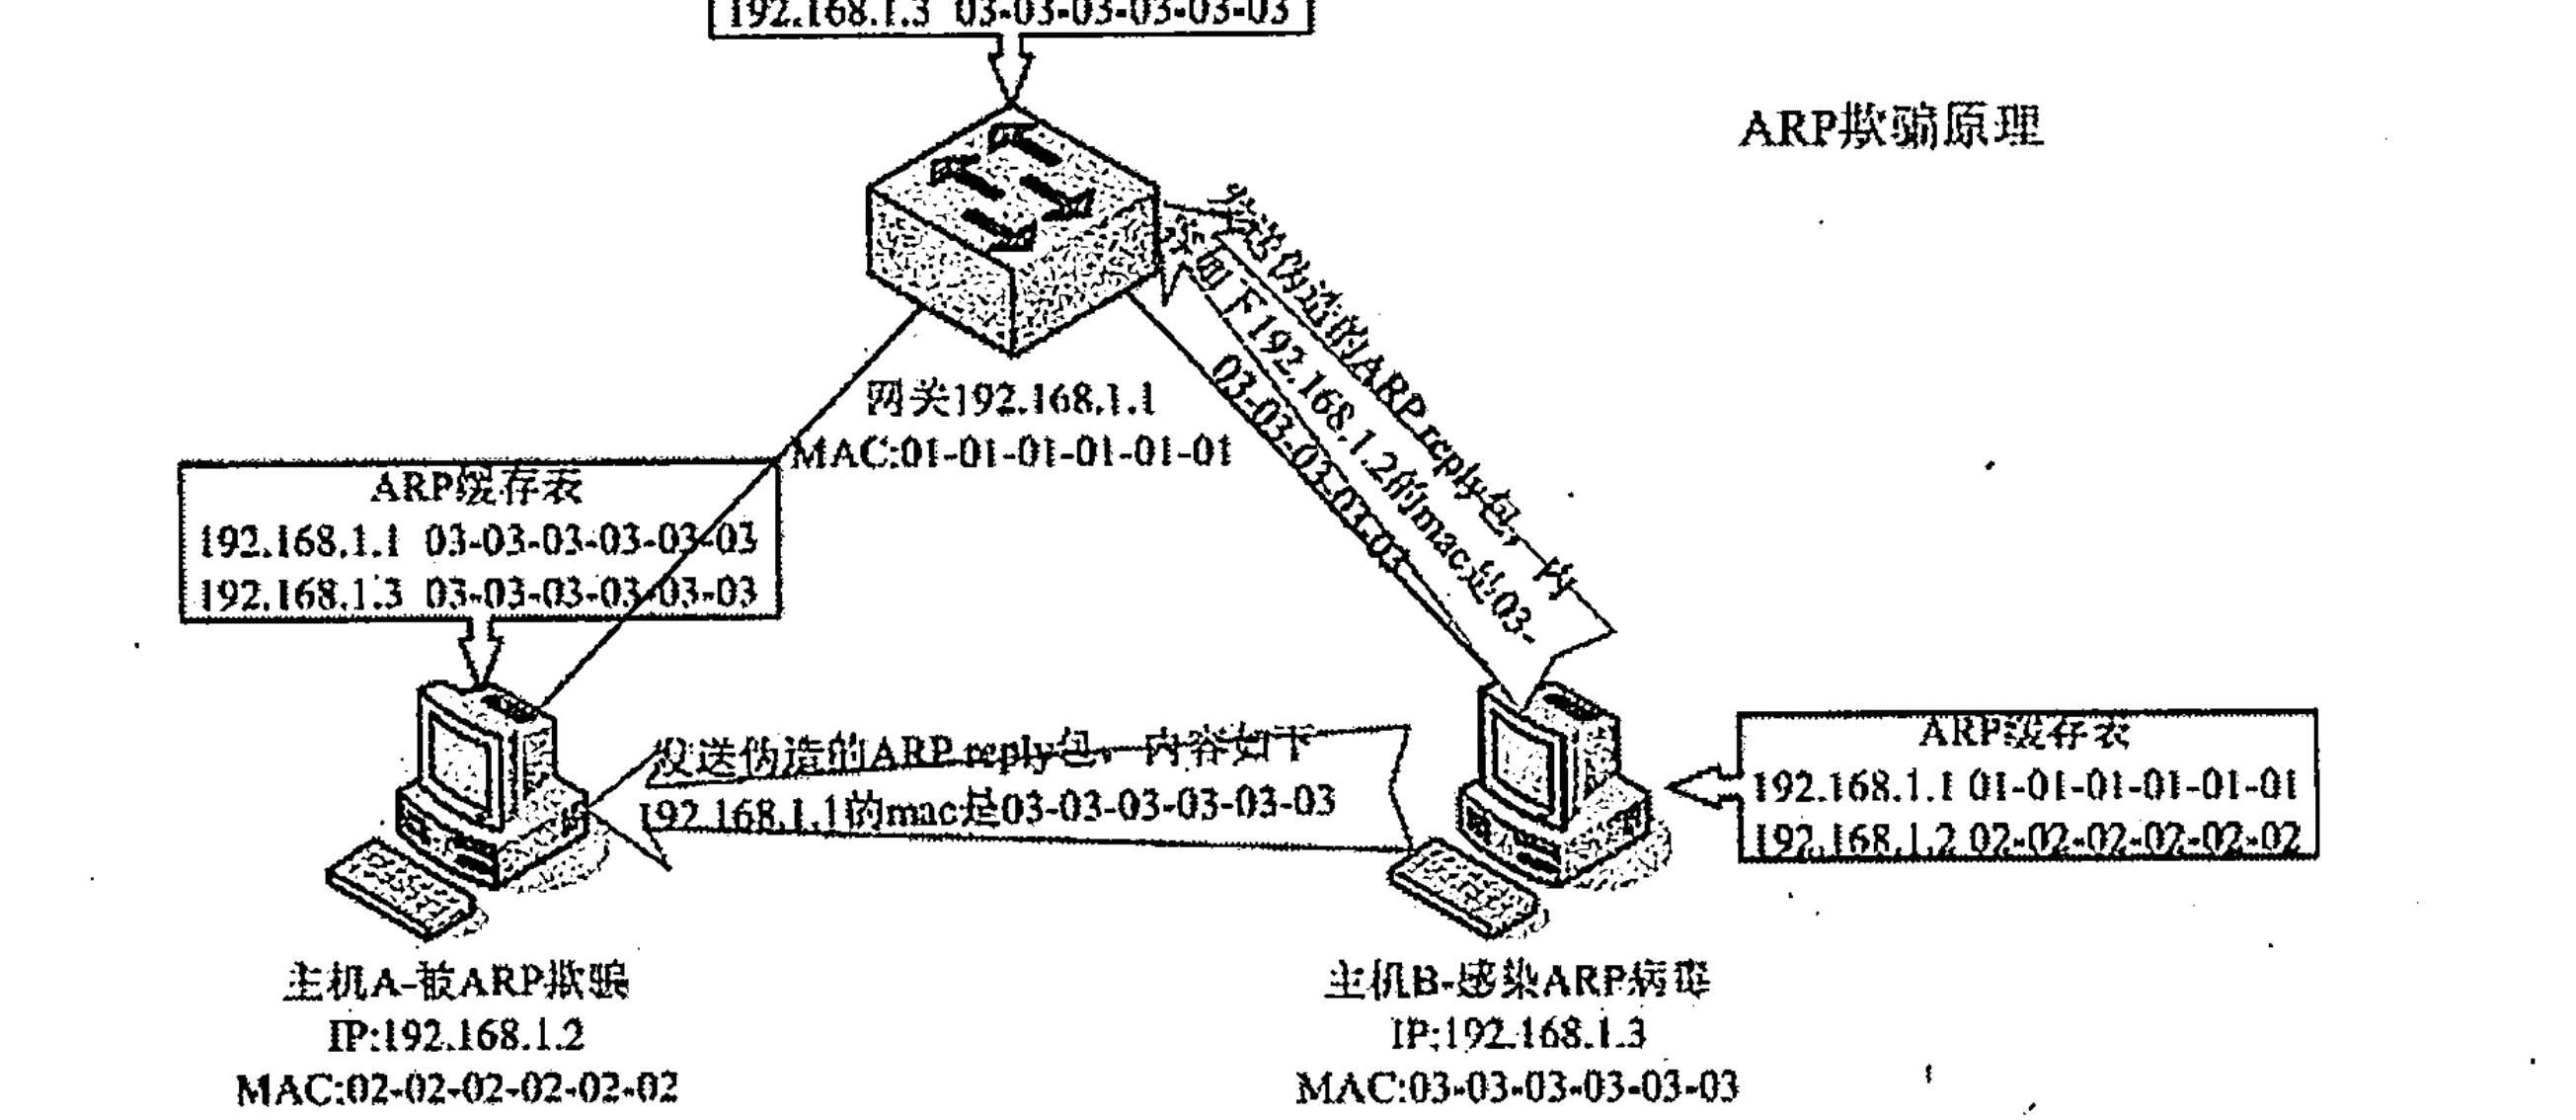 192.168.1.3 03-03-03-03-03-03
ARP欺骗原理
发送伪造的ARP reply包，内
容如下192.168.1.2的mac是03-
03-03-03-03-03
网关192.168.1.1
MAC:01-01-01-01-01-01
ARP缓存表
192.168.1.1 03-03-03-03-03-03
192.168.1.3 03-03-03-03-03-03
发送伪造的ARP reply包，内容如下
192.168.1.1的mac是03-03-03-03-03-03
ARP缓存表
192.168.1.1 01-01-01-01-01-01
192.168.1.2 02-02-02-02-02-02
主机A-被ARP欺骗
IP:192.168.1.2
MAC:02-02-02-02-02-02
主机B-感染ARP病毒
IP:192.168.1.3
MAC:03-03-03-03-03-03